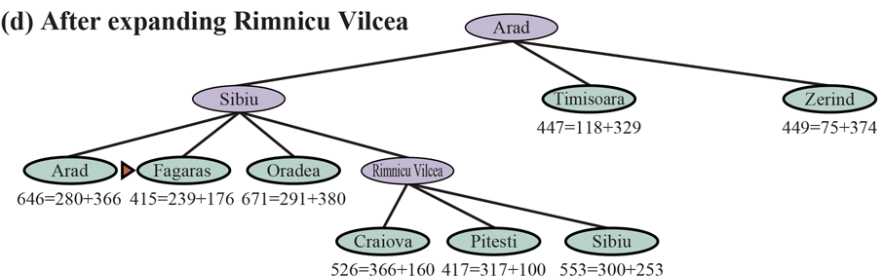 (d) After expanding Rimnicu Vilcea
Arad
Sibiu
Timisoara
Zerind
447=118+329
449=75+374
Arad
Fagaras
Oradea
Rimnicu Vilcea
646=280+366
415=239+176
671=291+380
Craiova
Pitesti
Sibiu
526=366+160
417=317+100
553=300+253